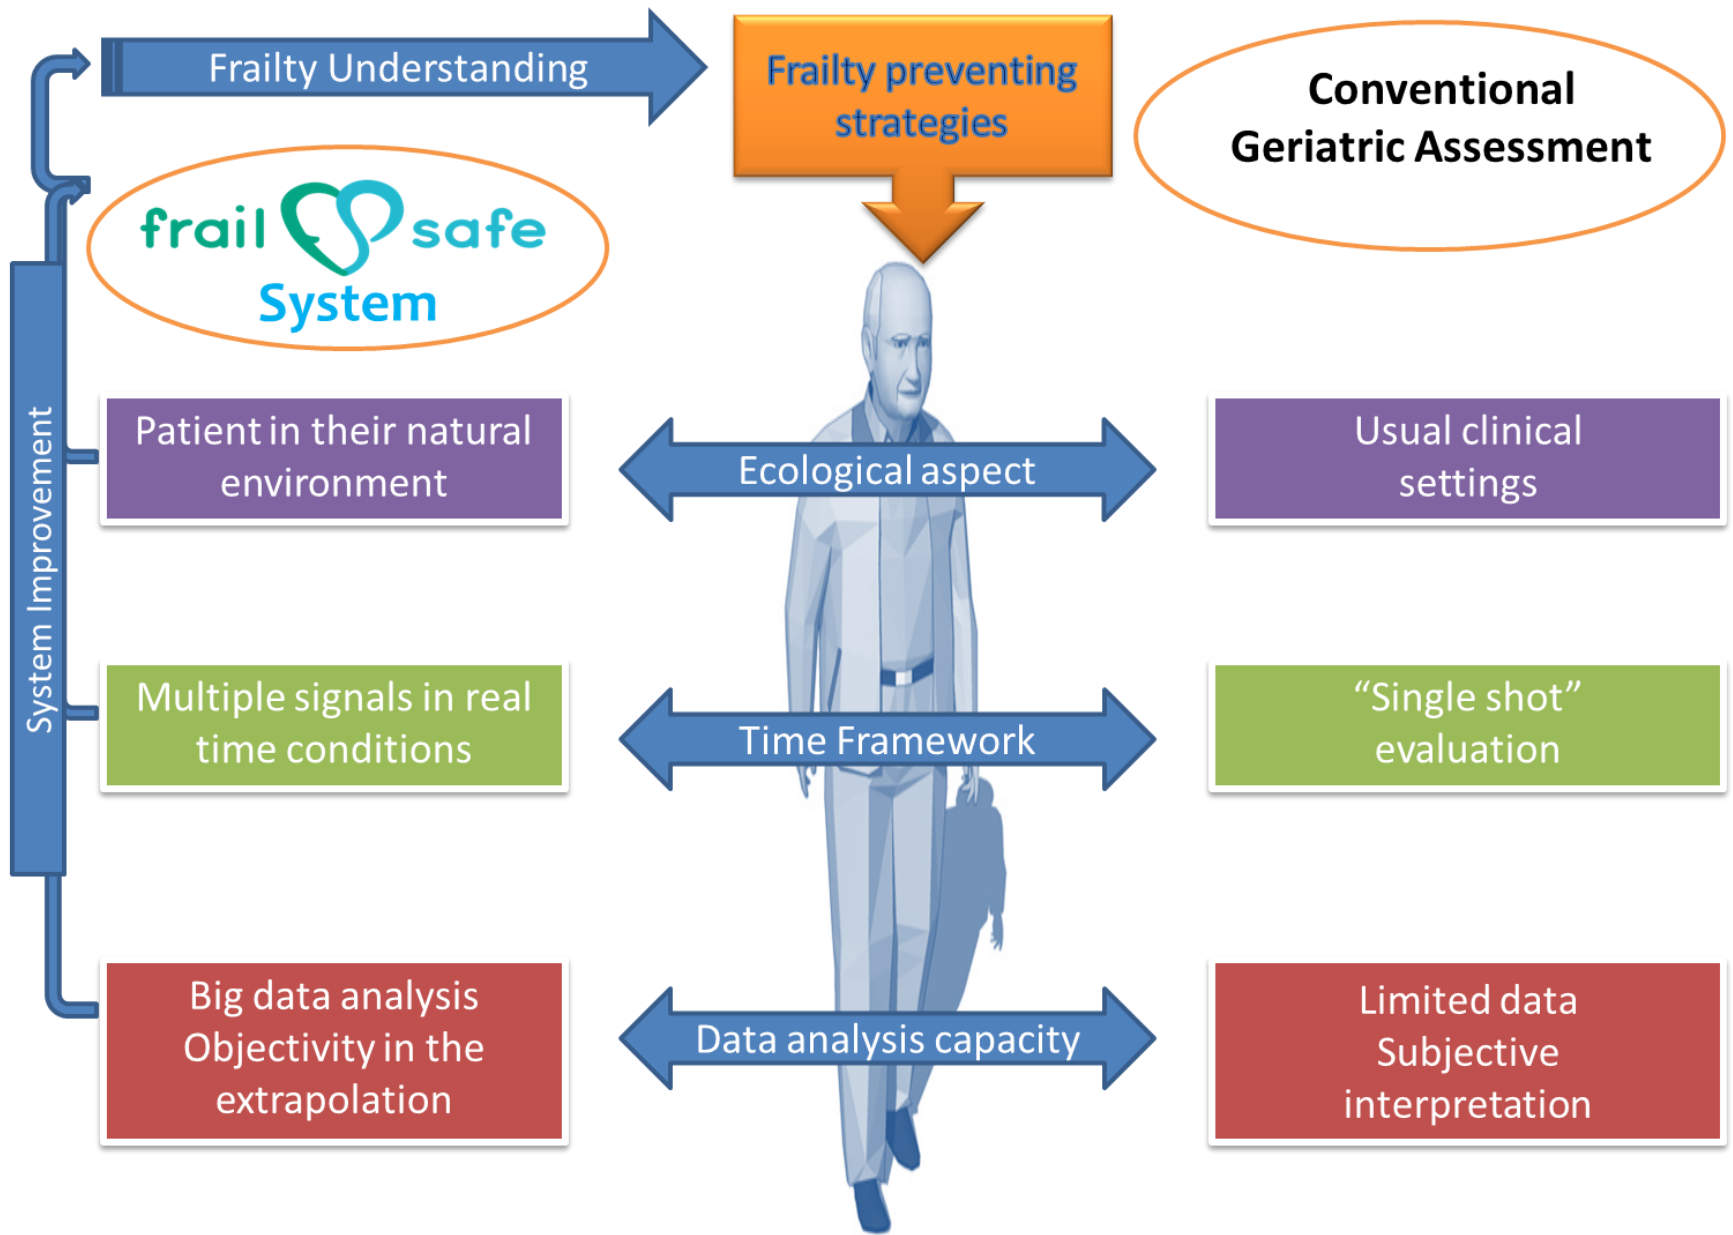 Frailty Understanding
Frailty preventing
strategies
Conventional
Geriatric Assessment
frail safe
System
System Improvement
Patient in their natural
environment
Ecological aspect
Usual clinical
settings
Multiple signals in real
time conditions
Time Framework
“Single shot”
evaluation
Big data analysis
Objectivity in the
extrapolation
Data analysis capacity
Limited data
Subjective
interpretation